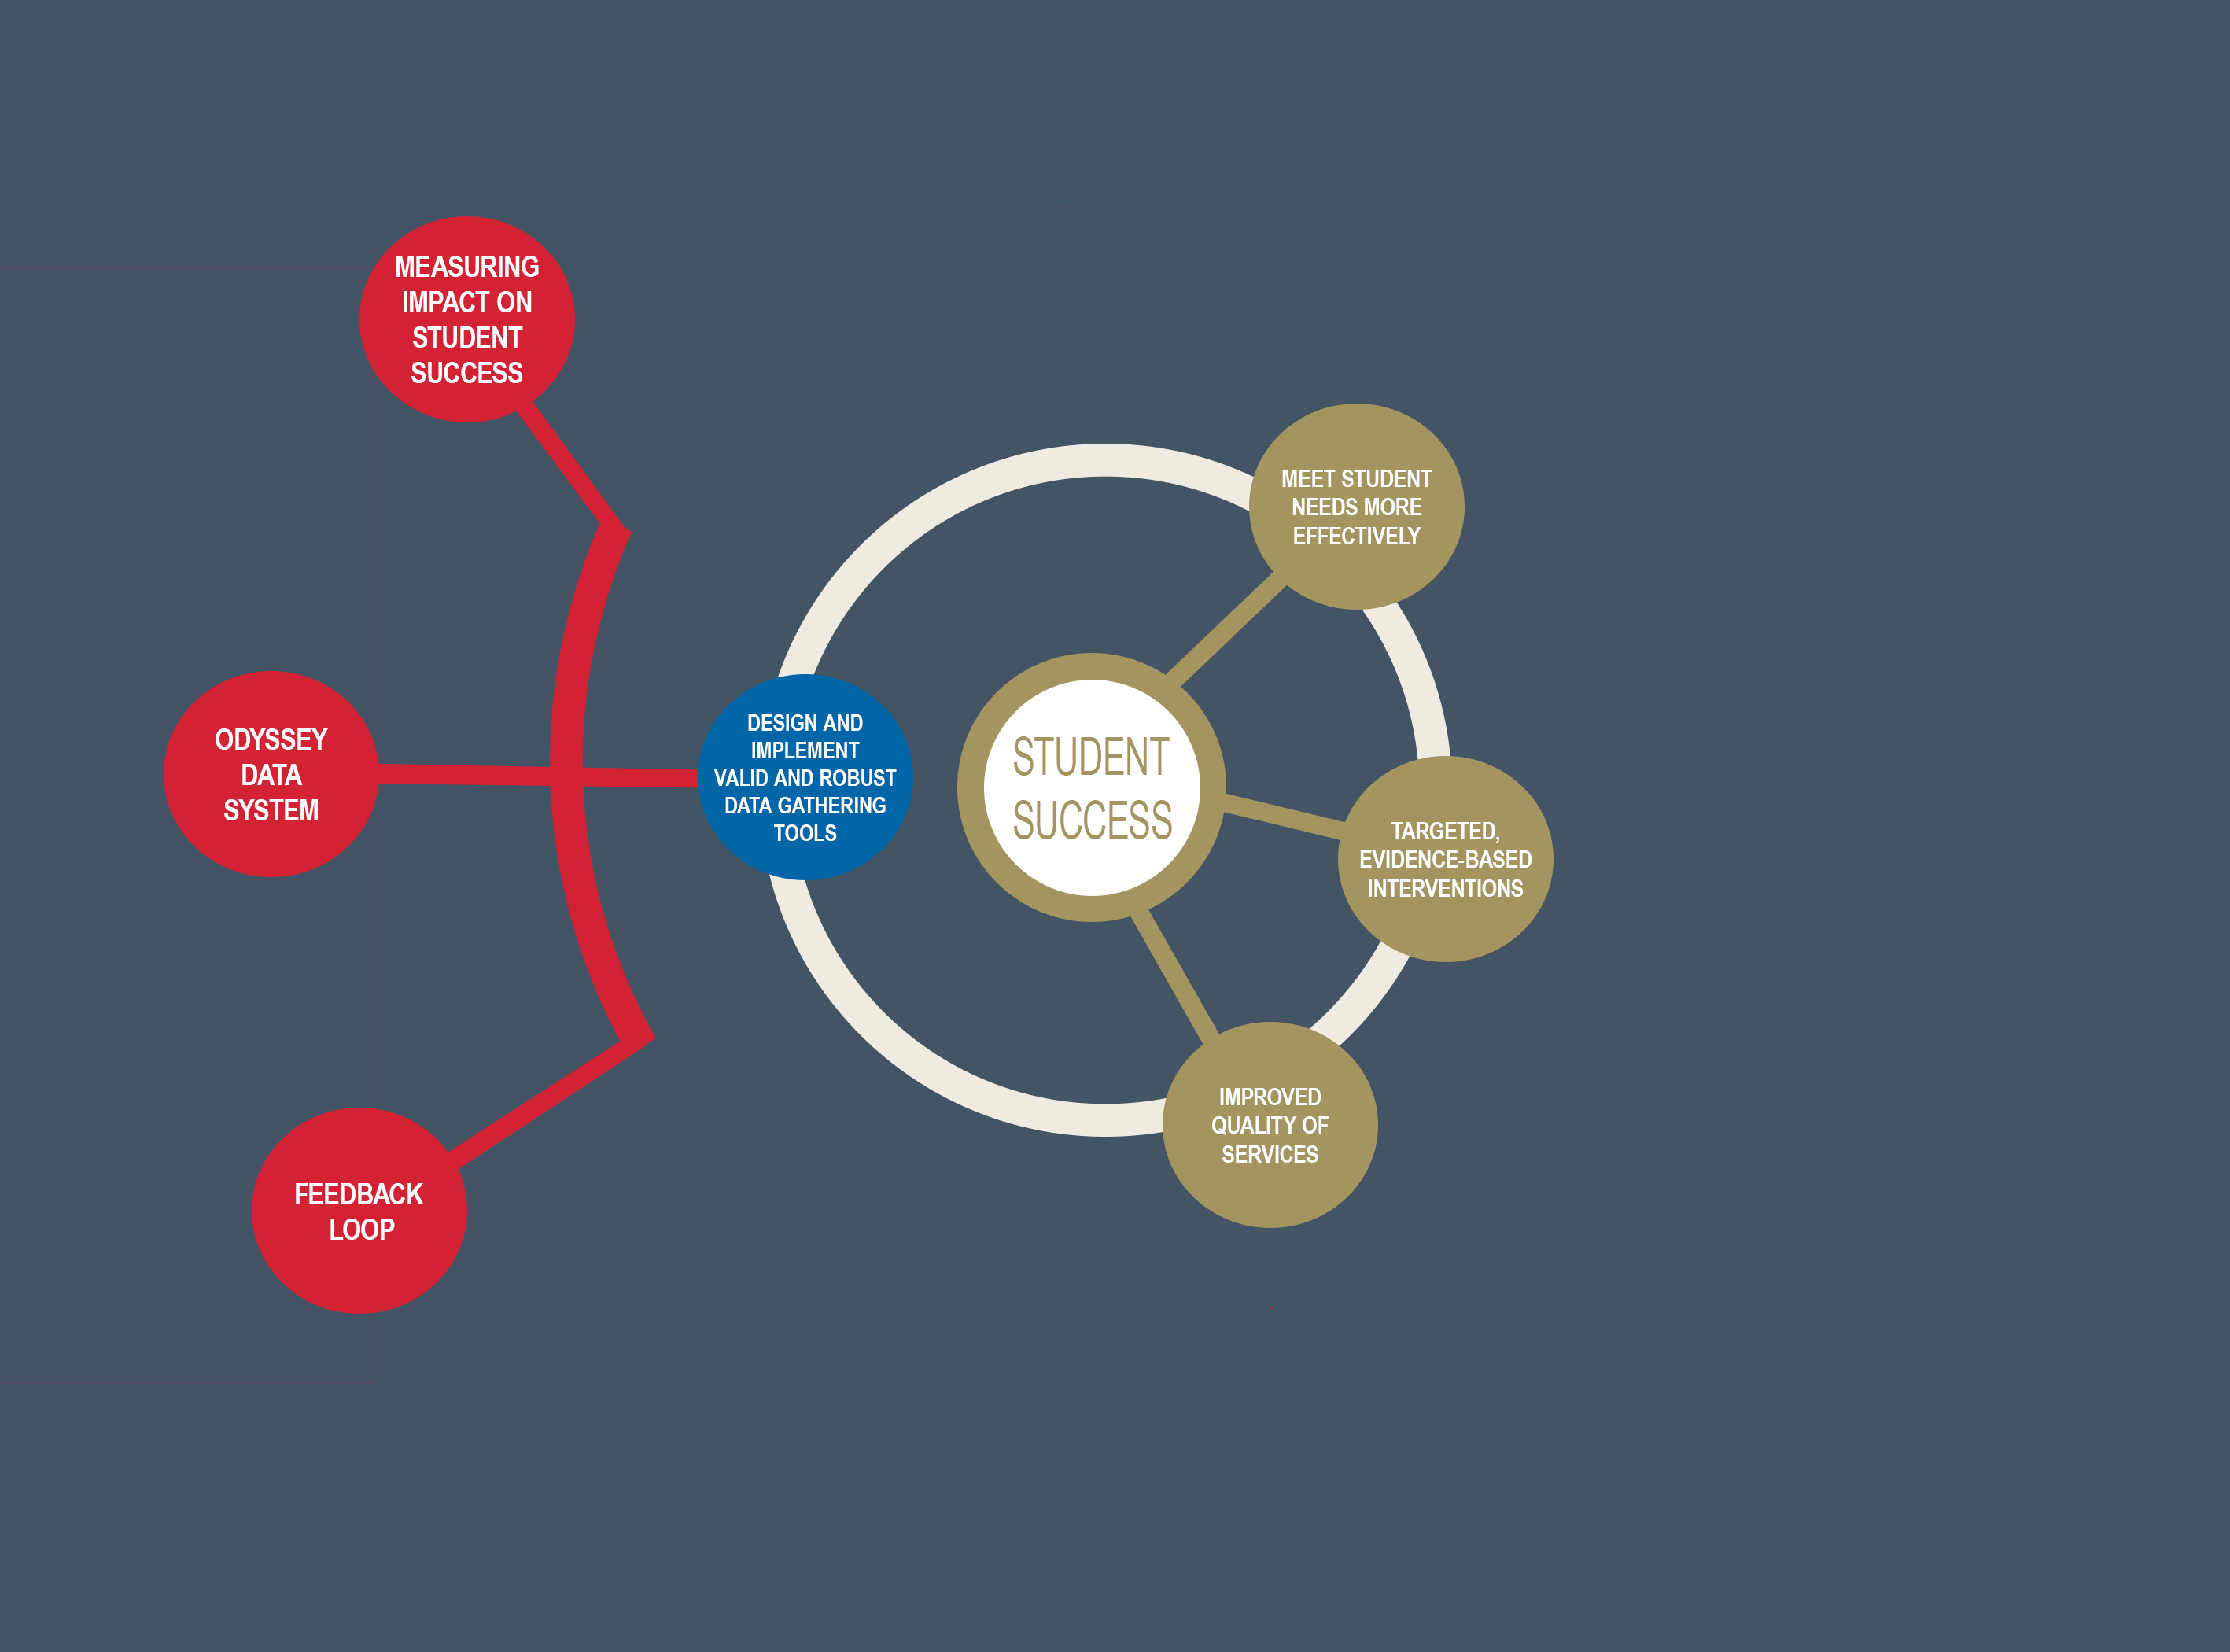 MEASURING
IMPACT ON
STUDENT
SUCCESS
ODYSSEY
DATA
SYSTEM
FEEDBACK
LOOP
DESIGN AND
IMPLEMENT
VALID AND ROBUST
DATA GATHERING
TOOLS
STUDENT
SUCCESS
MEET STUDENT
NEEDS MORE
EFFECTIVELY
TARGETED,
EVIDENCE-BASED
INTERVENTIONS
IMPROVED
QUALITY OF
SERVICES